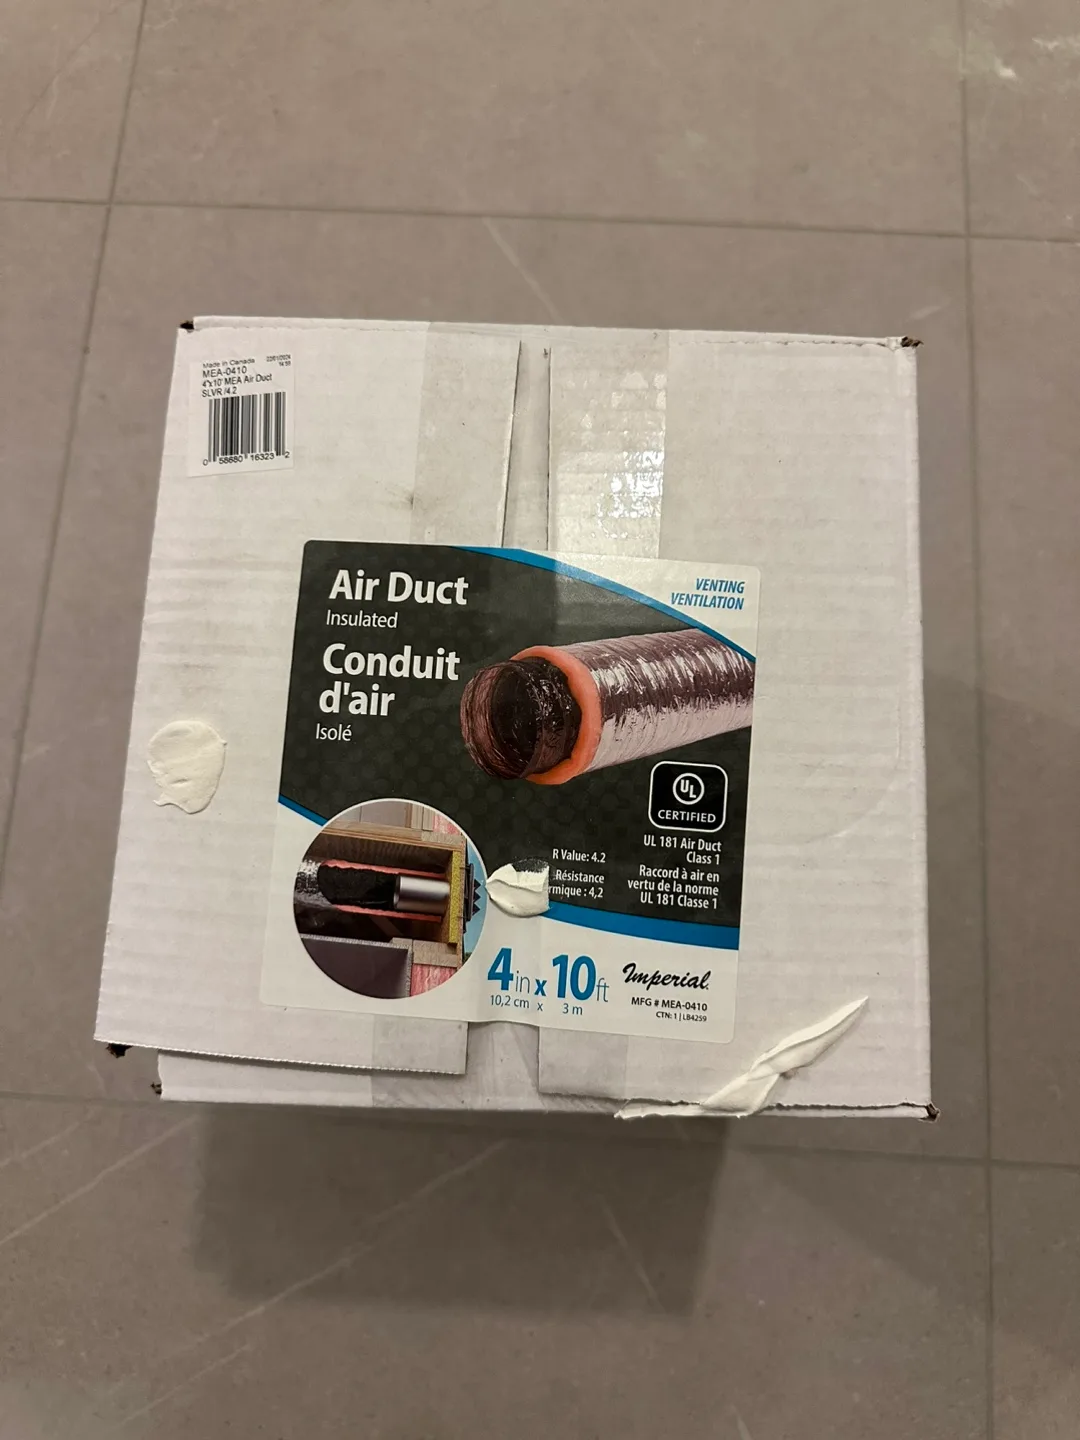 Made in Canada
MEA-0410
4"x10' MEA Air Duct
SLVR /4.2
0 58680 16323 2
Air Duct
Insulated
Conduit
d'air
Isolé
VENTING
VENTILATION
UL
CERTIFIED
UL 181 Air Duct
Class 1
Raccord à air en
vertu de la norme
UL 181 Classe 1
R Value: 4.2
Résistance
rmique : 4,2
4in x 10ft
10,2 cm x 3 m
Imperial
MFG # MEA-0410
CTN: 1 | LB4259